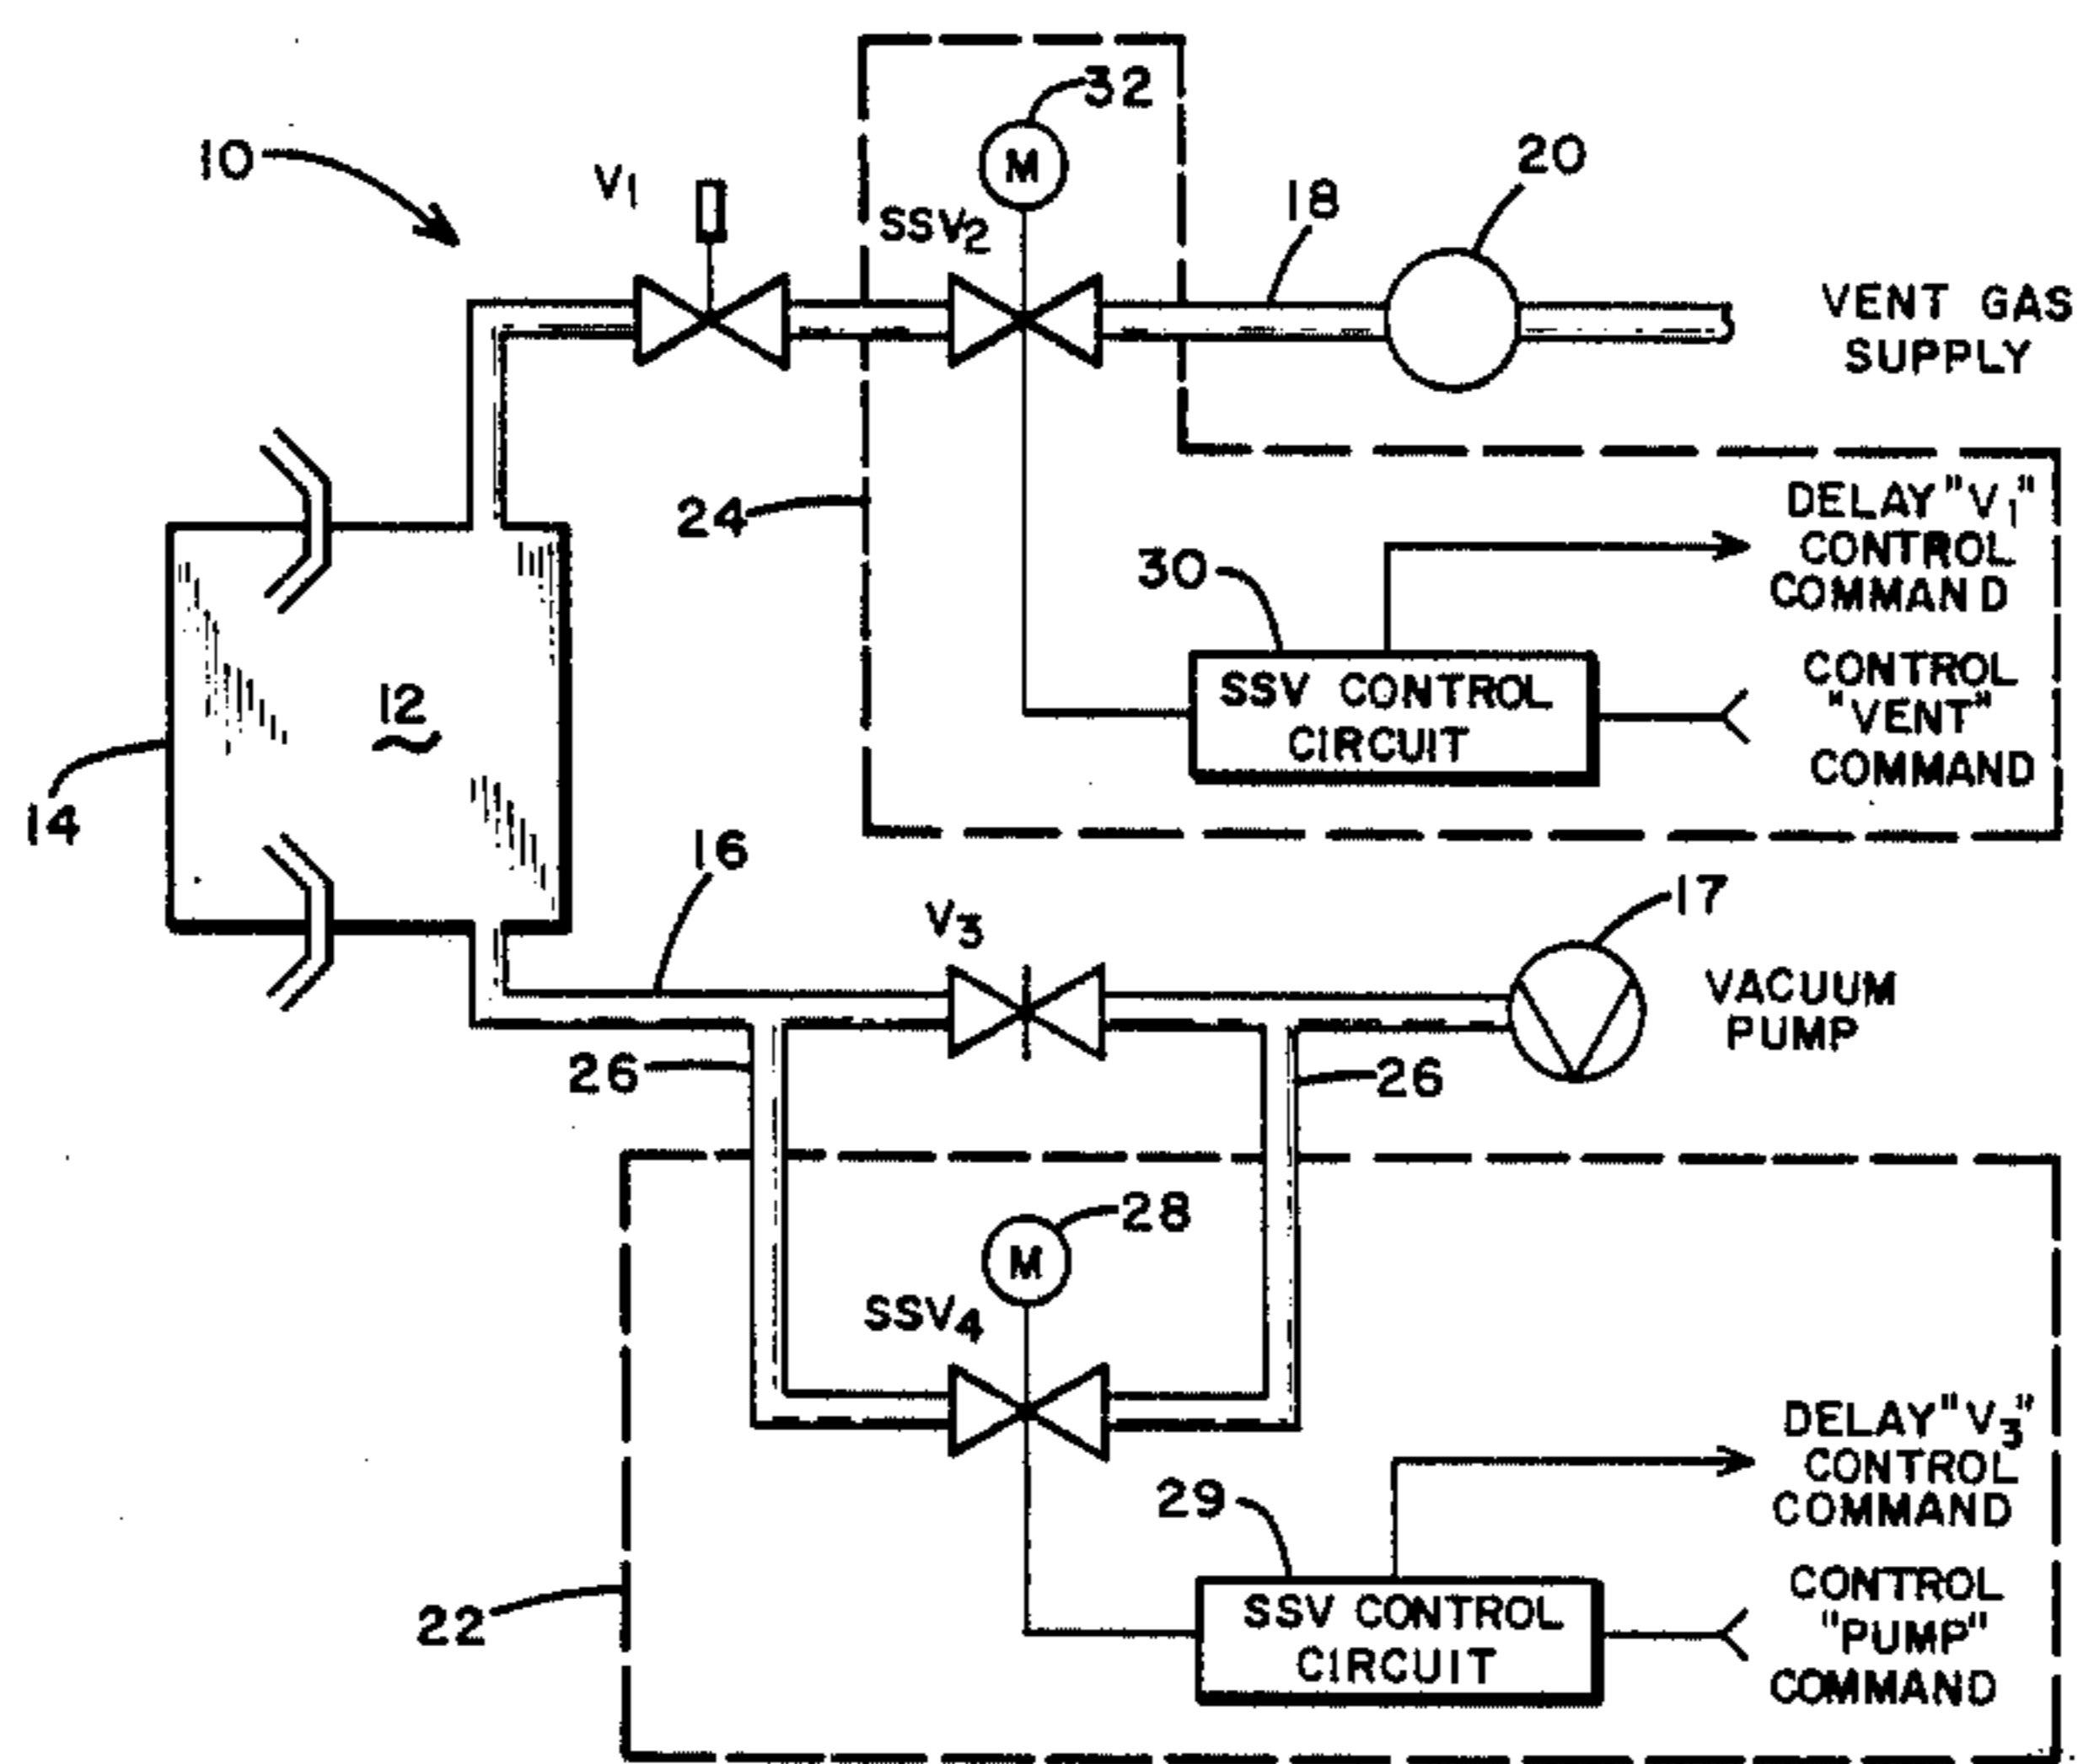 32
10
V1
SSV2
18
20
VENT GAS
SUPPLY
M
24
DELAY "V1"
CONTROL
COMMAND
30
SSV CONTROL
CIRCUIT
CONTROL
"VENT"
COMMAND
12
14
16
V3
17
VACUUM
PUMP
26
26
28
M
SSV4
DELAY "V3"
CONTROL
COMMAND
29
SSV CONTROL
CIRCUIT
CONTROL
"PUMP"
COMMAND
22